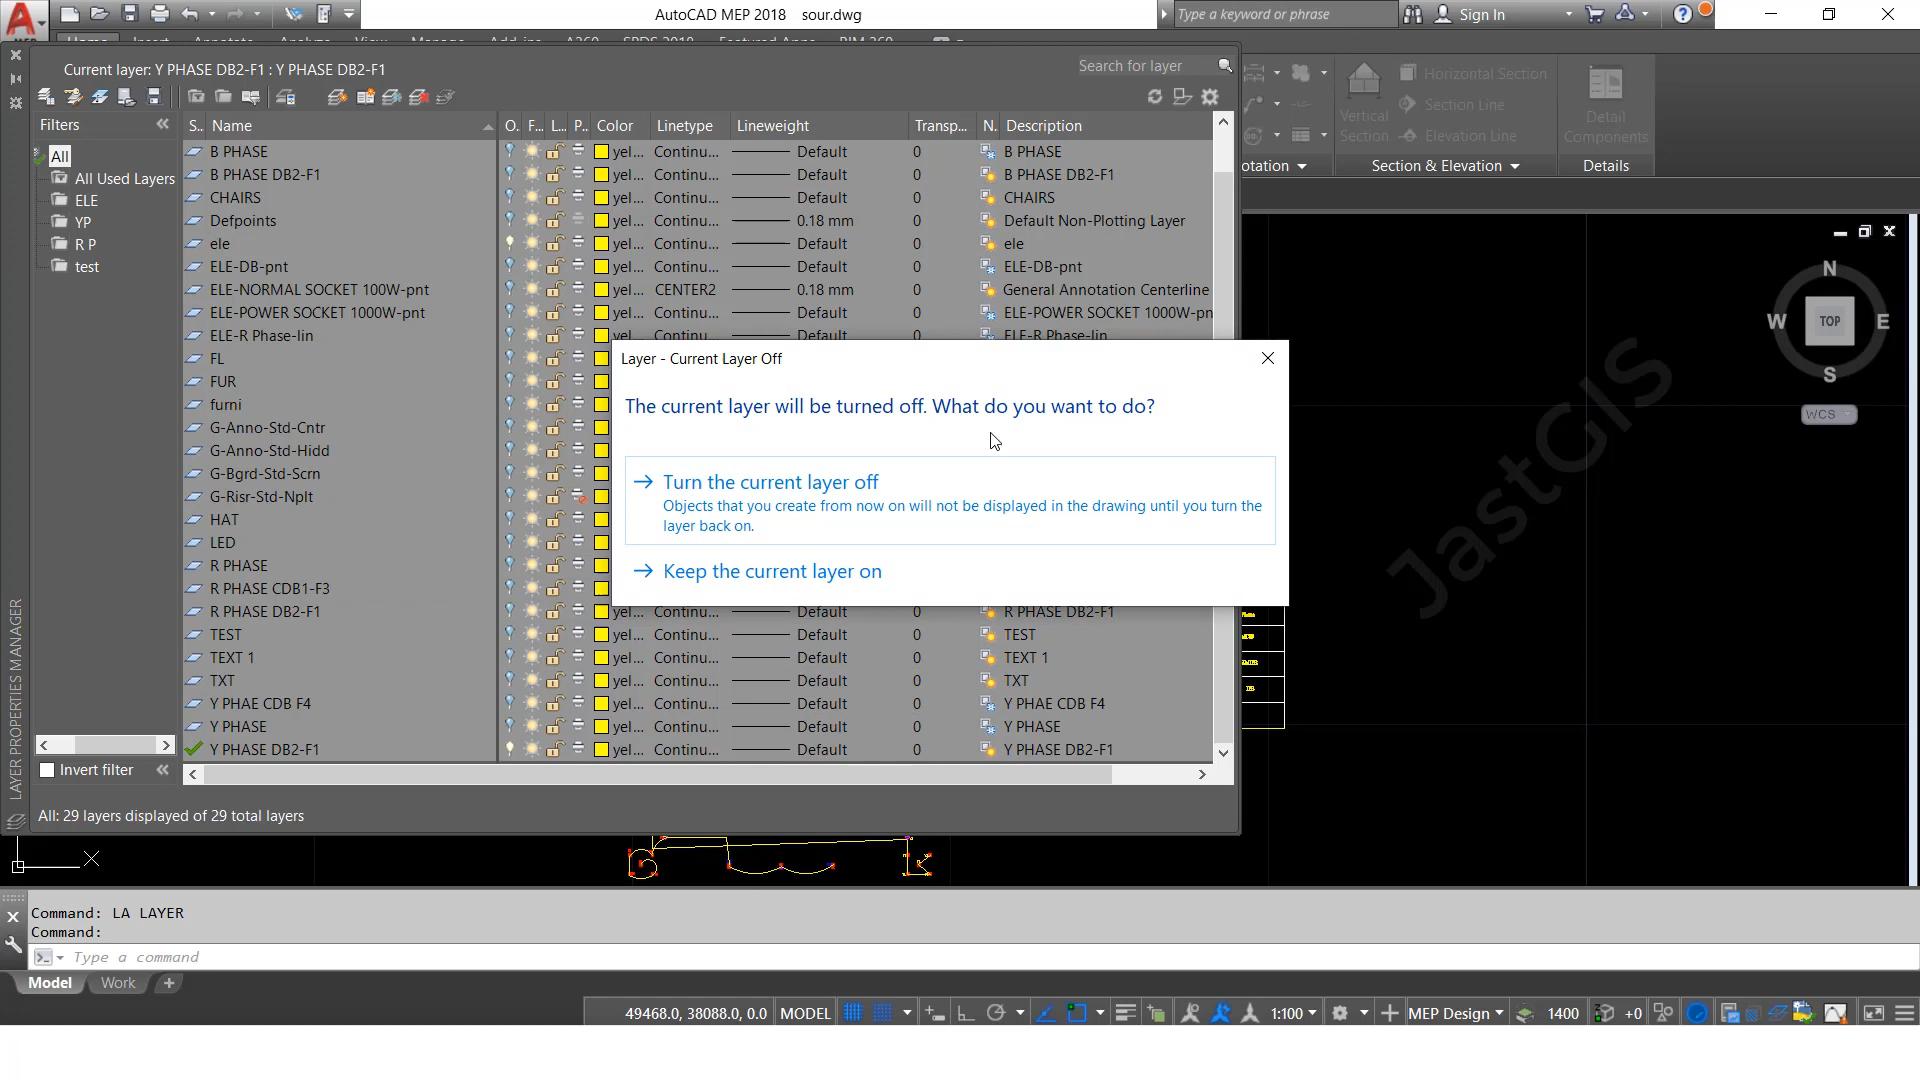 AutoCAD MEP 2018 sour.dwg
Type a keyword or phrase
Sign In
Current layer: Y PHASE DB2-F1 : Y PHASE DB2-F1
Search for layer
Horizontal Section
Section Line
Elevation Line
Vertical
Section
Detail
Components
otation
Section & Elevation
Details
Filters
All
All Used Layers
ELE
YP
R P
test
S.. Name O. F... L... P.. Color Linetype Lineweight Transp... N. Description
B PHASE yel... Continu... Default 0 B PHASE
B PHASE DB2-F1 yel... Continu... Default 0 B PHASE DB2-F1
CHAIRS yel... Continu... Default 0 CHAIRS
Defpoints yel... Continu... 0.18 mm 0 Default Non-Plotting Layer
ele yel... Continu... Default 0 ele
ELE-DB-pnt yel... Continu... Default 0 ELE-DB-pnt
ELE-NORMAL SOCKET 100W-pnt yel... CENTER2 0.18 mm 0 General Annotation Centerline
ELE-POWER SOCKET 1000W-pnt yel... Continu... Default 0 ELE-POWER SOCKET 1000W-pn
ELE-R Phase-lin yel... Continu... Default 0 ELE-R Phase-lin
FL
FUR
furni
G-Anno-Std-Cntr
G-Anno-Std-Hidd
G-Bgrd-Std-Scrn
G-Risr-Std-Nplt
HAT
LED
R PHASE
R PHASE CDB1-F3
R PHASE DB2-F1 yel... Continu... Default 0 R PHASE DB2-F1
TEST yel... Continu... Default 0 TEST
TEXT 1 yel... Continu... Default 0 TEXT 1
TXT yel... Continu... Default 0 TXT
Y PHAE CDB F4 yel... Continu... Default 0 Y PHAE CDB F4
Y PHASE yel... Continu... Default 0 Y PHASE
Y PHASE DB2-F1 yel... Continu... Default 0 Y PHASE DB2-F1
Layer - Current Layer Off
The current layer will be turned off. What do you want to do?
Turn the current layer off
Objects that you create from now on will not be displayed in the drawing until you turn the
layer back on.
Keep the current layer on
Invert filter
All: 29 layers displayed of 29 total layers
LAYER PROPERTIES MANAGER
N
W TOP E
S
WCS
JastGIS
Command: LA LAYER
Command:
Type a command
Model Work +
49468.0, 38088.0, 0.0 MODEL 1:100 MEP Design 1400 +0